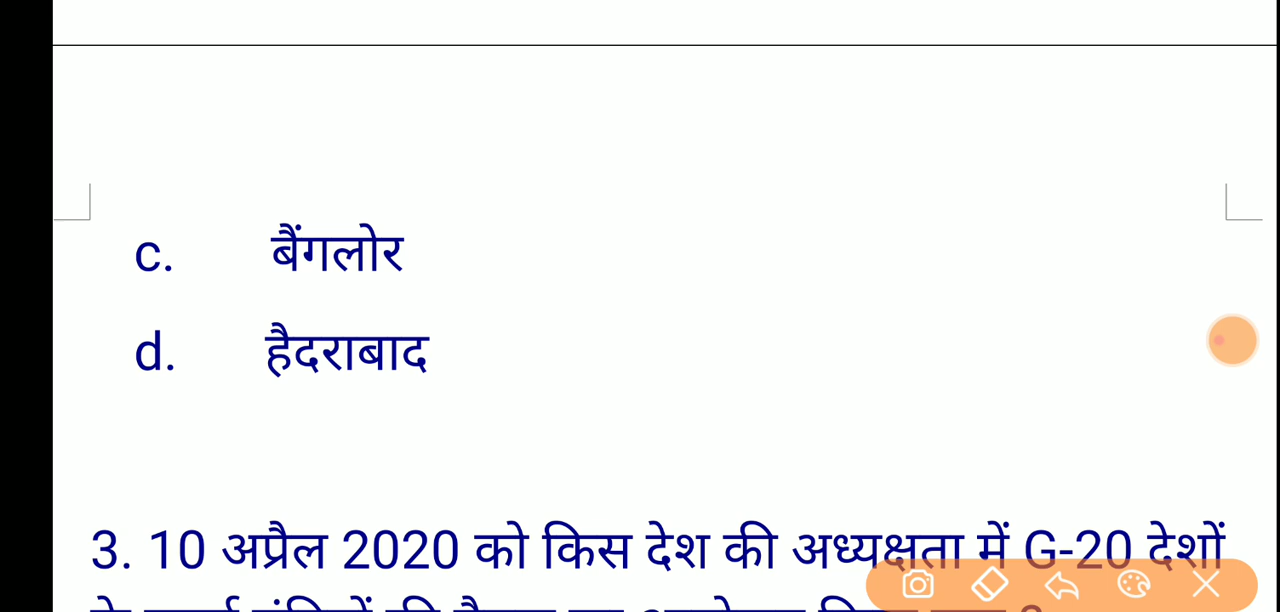 c. बैंगलोर
d. हैदराबाद
3. 10 अप्रैल 2020 को किस देश की अध्यक्षता में G-20 देशों